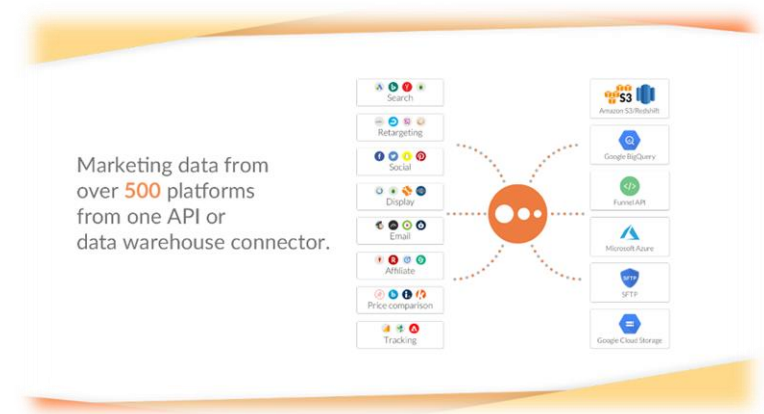 Marketing data from
over 500 platforms
from one API or
data warehouse connector.
Search
Retargeting
Social
Display
Email
Affiliate
Price comparison
Tracking
S3
Amazon S3/Redshift
Google BigQuery
Funnel API
Microsoft Azure
SFTP
SFTP
Google Cloud Storage